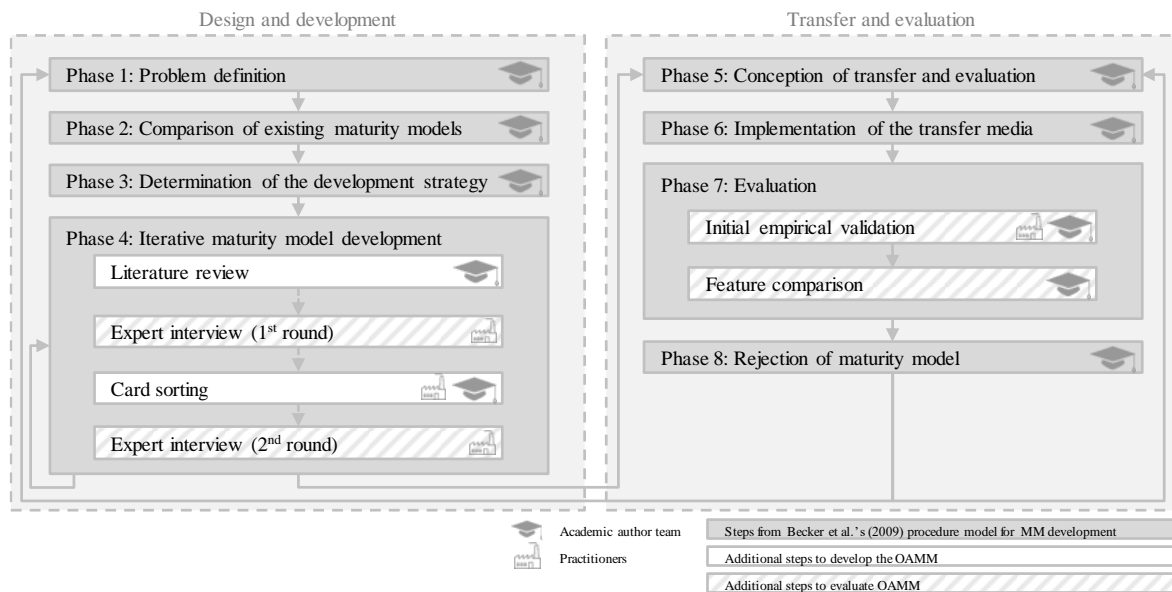 Design and development
Phase 1: Problem definition
Phase 2: Comparison of existing maturity models
Phase 3: Determination of the development strategy
Phase 4: Iterative maturity model development
Literature review
Expert interview (1st round)
Card sorting
Expert interview (2nd round)
Transfer and evaluation
Phase 5: Conception of transfer and evaluation
Phase 6: Implementation of the transfer media
Phase 7: Evaluation
Initial empirical validation
Feature comparison
Phase 8: Rejection of maturity model
Academic author team
Practitioners
Steps from Becker et al.'s (2009) procedure model for MM development
Additional steps to develop the OAMM
Additional steps to evaluate OAMM